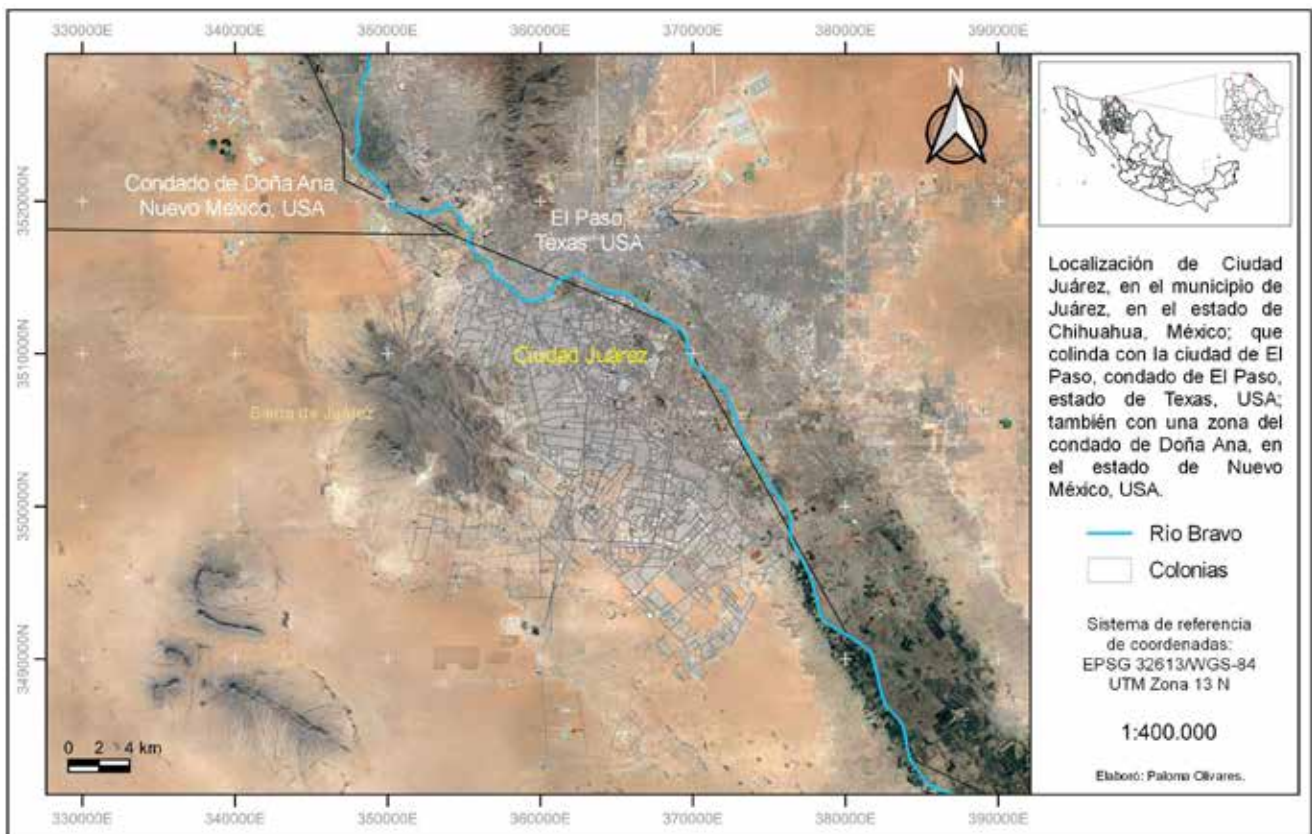 330000E 340000E 350000E 360000E 370000E 380000E 390000E
N
3520000N
3510000N
3500000N
3490000N
Condado de Doña Ana,
Nuevo México, USA
El Paso,
Texas USA
Ciudad Juárez
Sierra de Juárez
0 2 4 km
330000E 340000E 350000E 360000E 370000E 380000E 390000E
Localización de Ciudad
Juárez, en el municipio de
Juárez, en el estado de
Chihuahua, México; que
colinda con la ciudad de El
Paso, condado de El Paso,
estado de Texas, USA;
también con una zona del
condado de Doña Ana, en
el estado de Nuevo
México, USA.
Río Bravo
Colonias
Sistema de referencia
de coordenadas:
EPSG 32613/WGS-84
UTM Zona 13 N
1:400.000
Elaboró: Paloma Olivares.